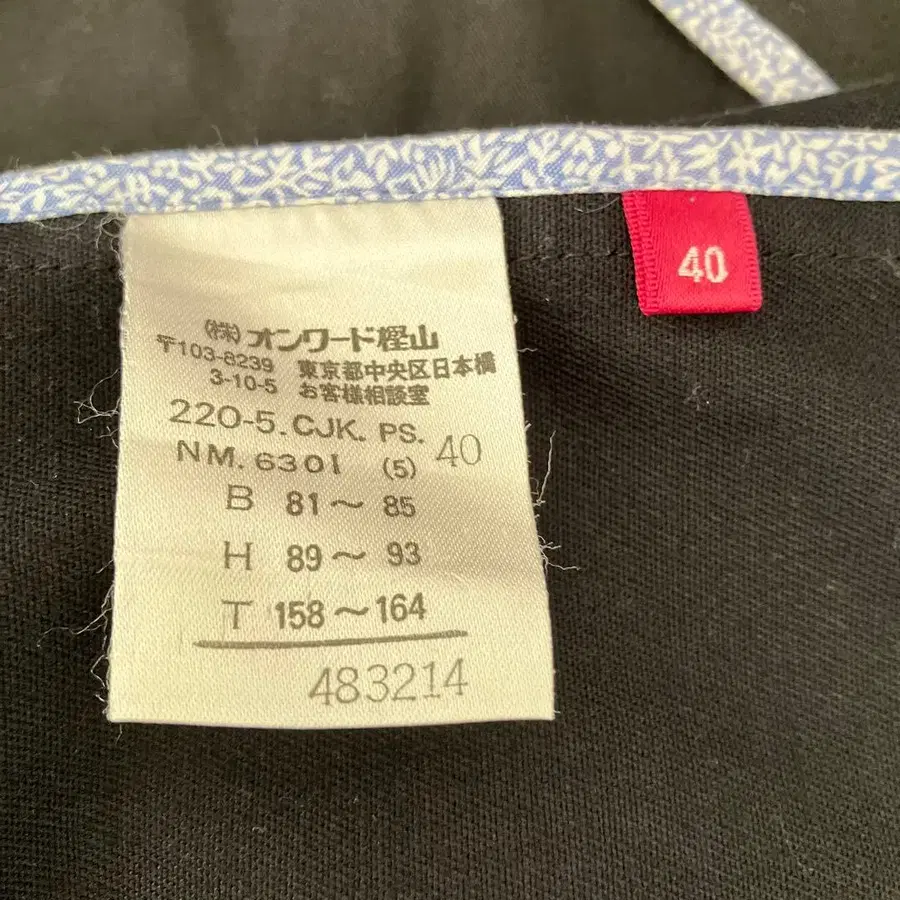 (株)オンワード樫山
〒103-8239 東京都中央区日本橋
3-10-5 お客様相談室
220-5.CJK. PS. 40
NM. 6301 (5)
B 81〜 85
H 89〜 93
T 158〜164
483214
40